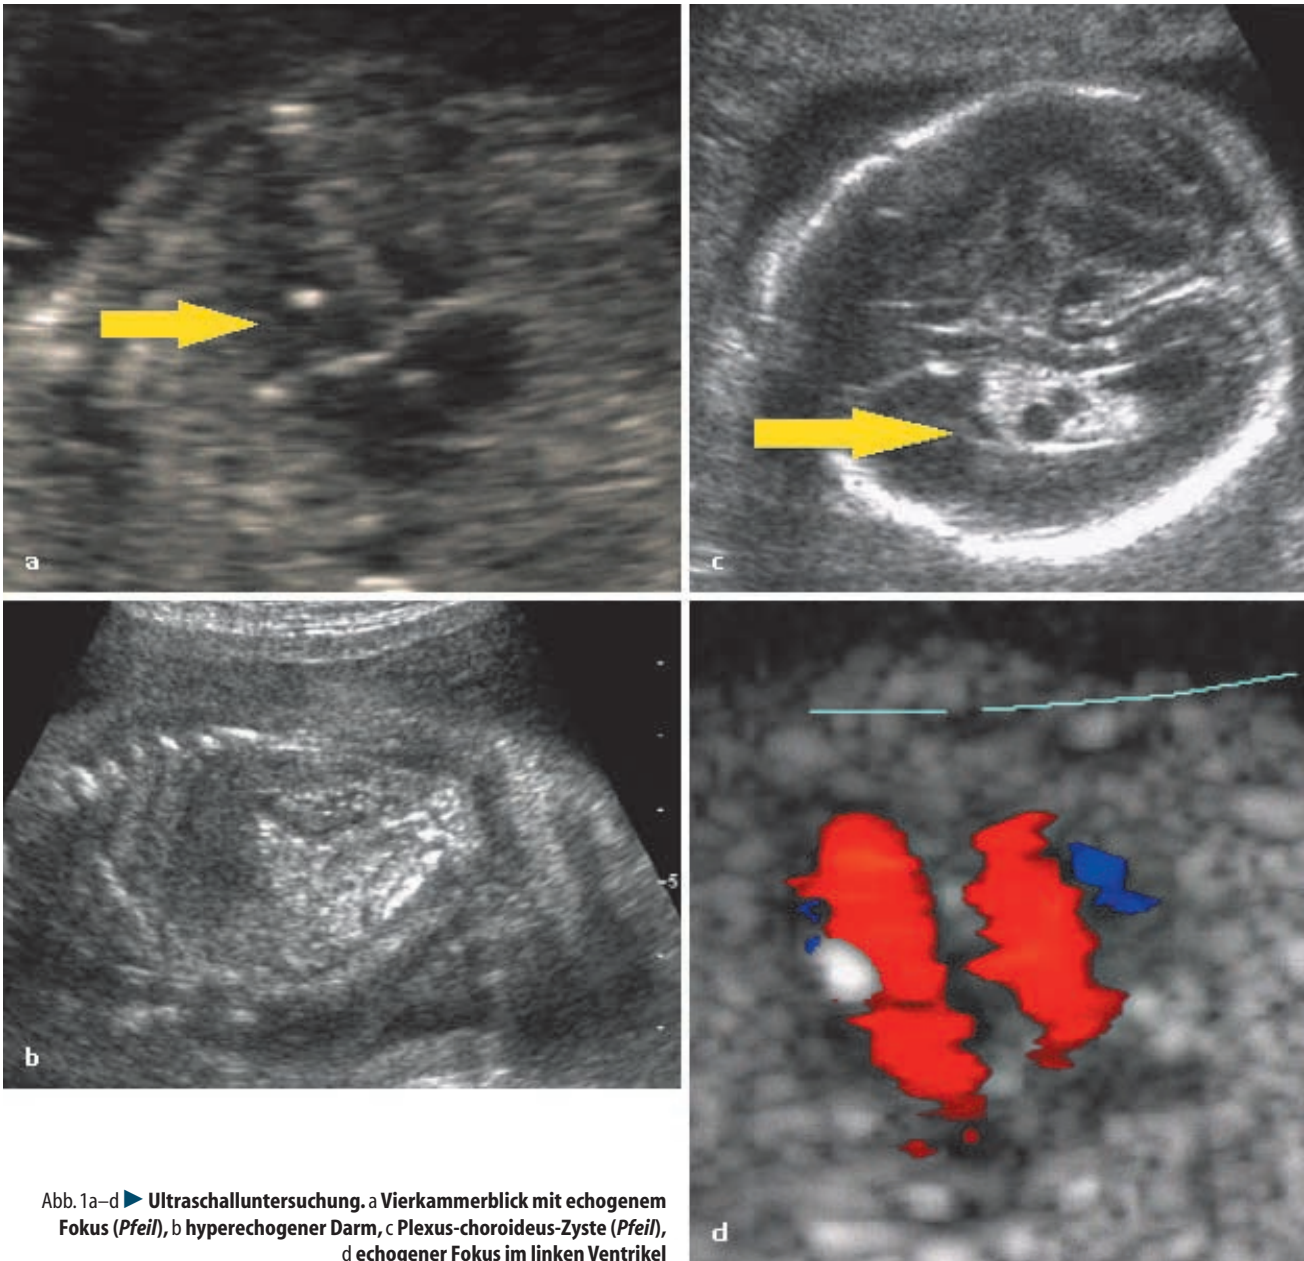 a
c
5
b
d
Abb. 1a–d ▶ Ultraschalluntersuchung. a Vierkammerblick mit echogenem
Fokus (Pfeil), b hyperechogener Darm, c Plexus-choroideus-Zyste (Pfeil),
d echogener Fokus im linken Ventrikel